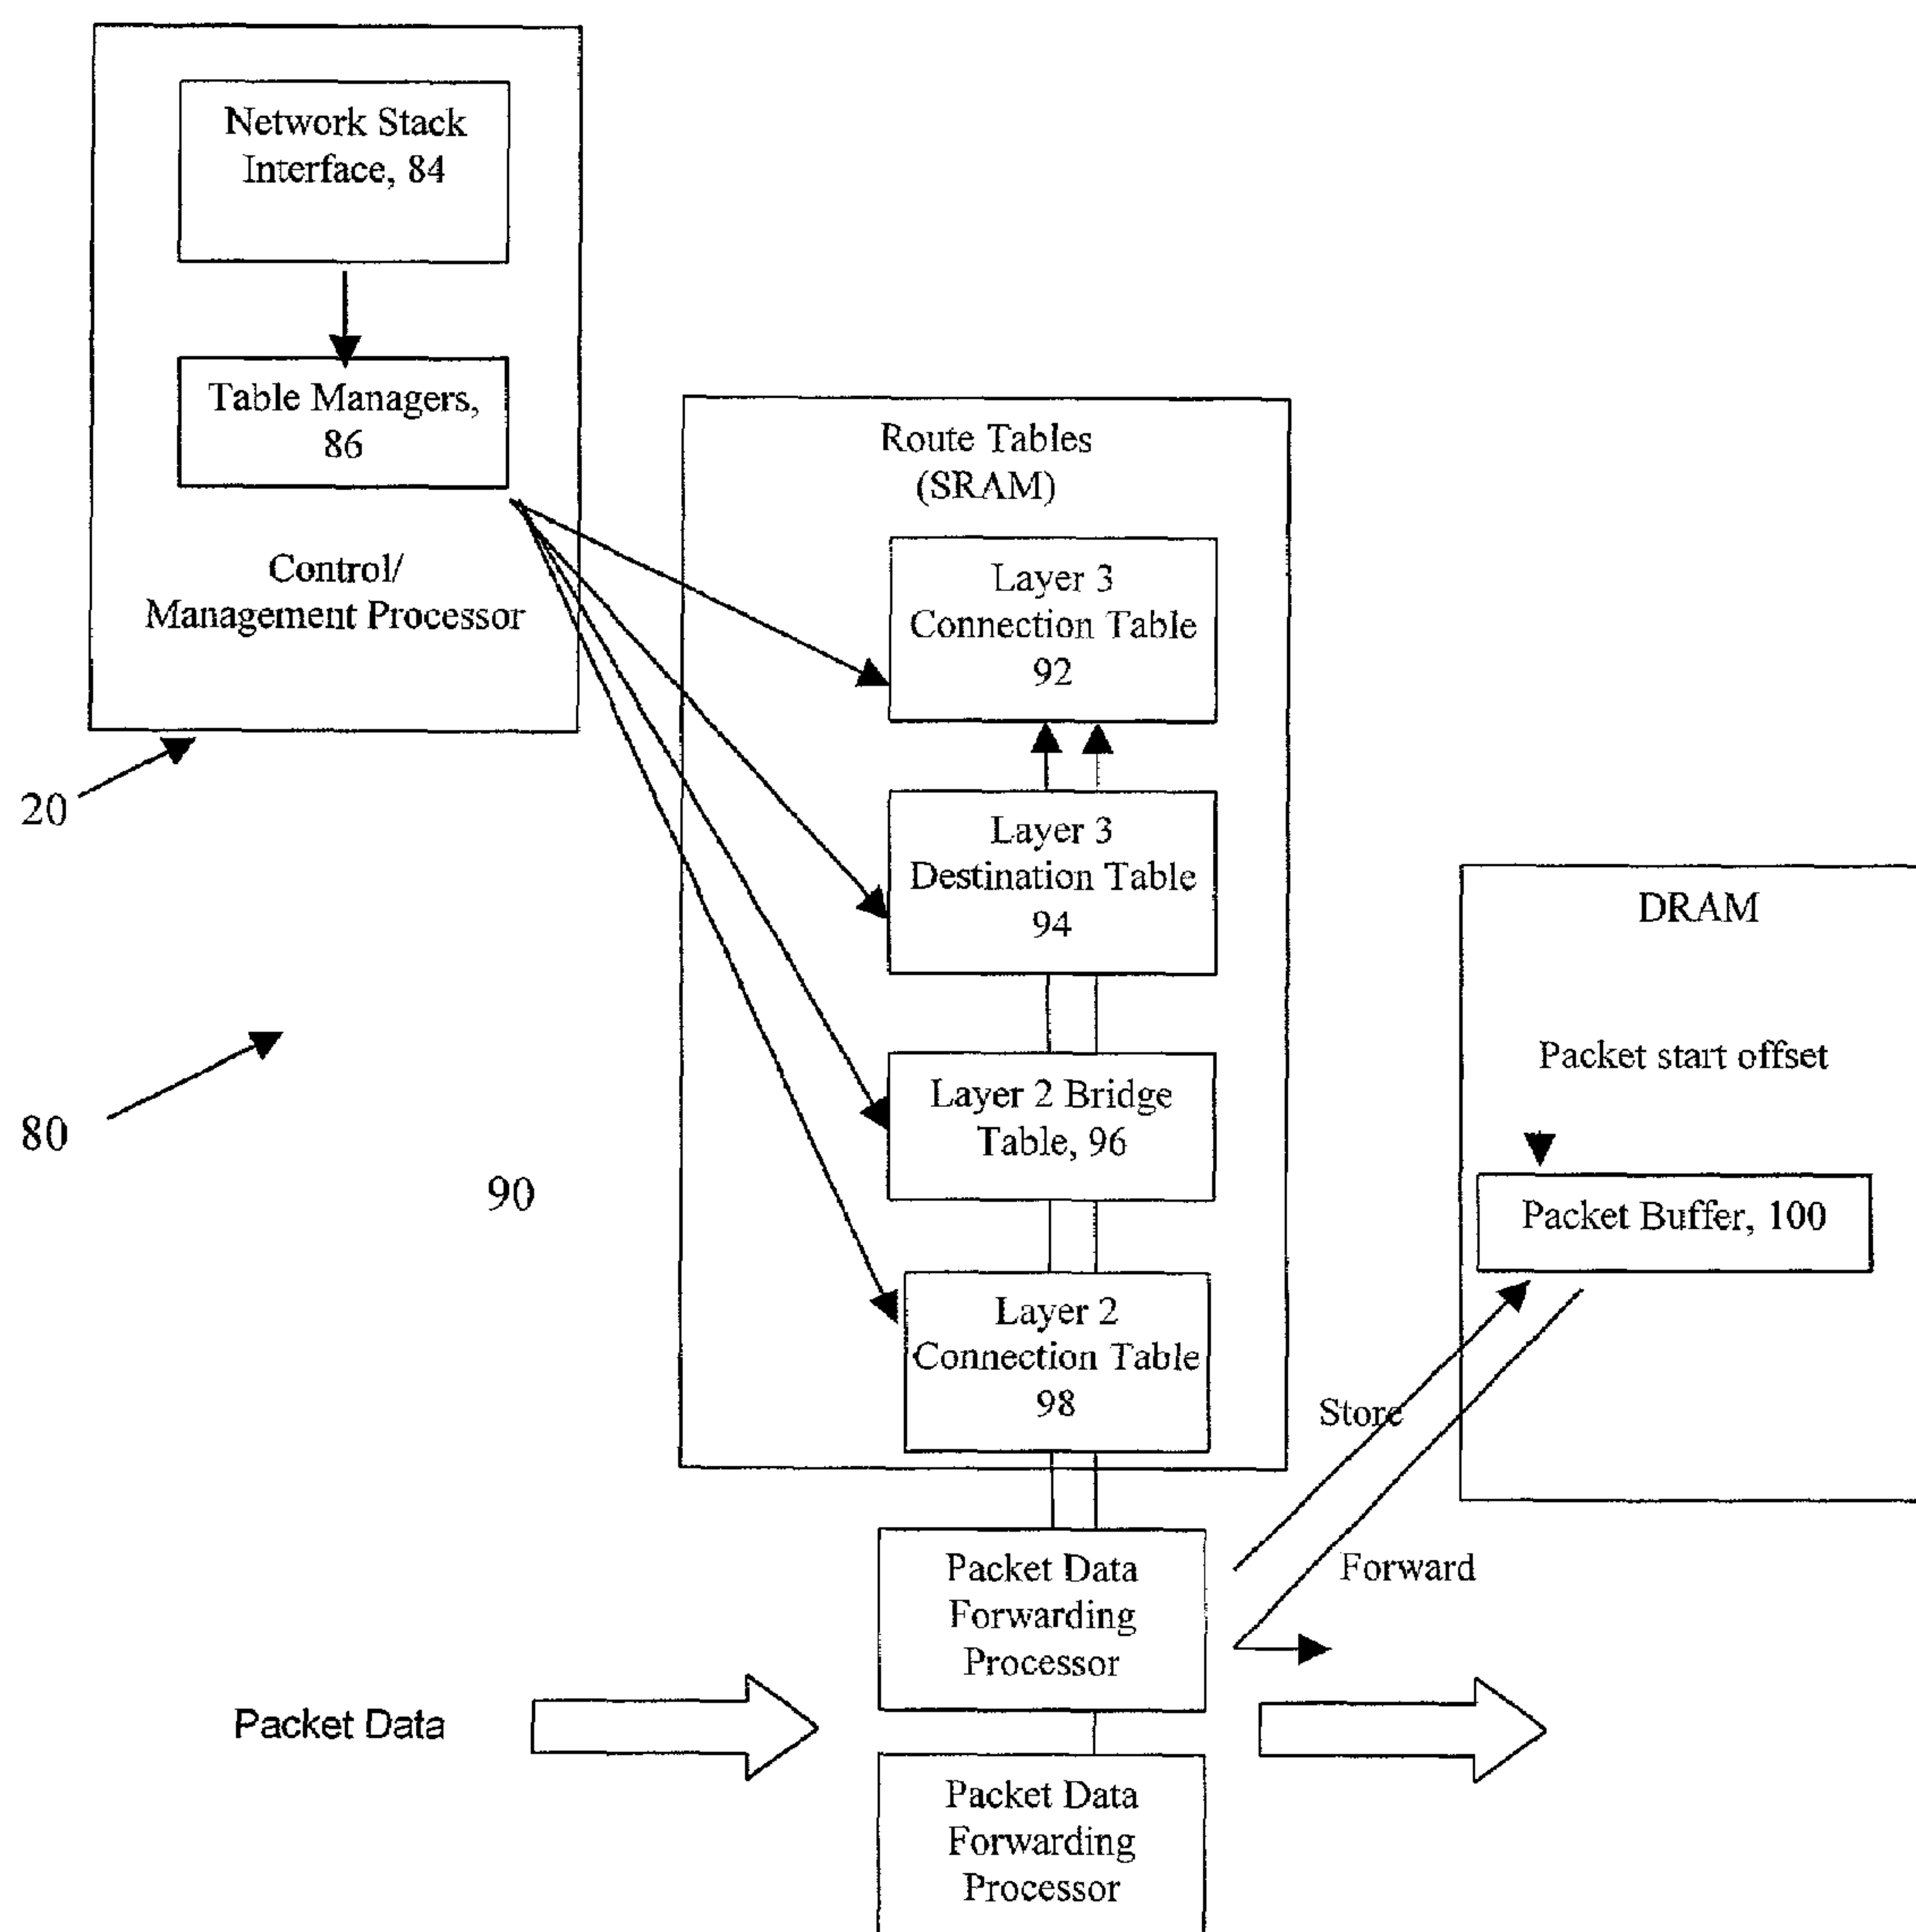 Network Stack
Interface, 84
Table Managers,
86
Control/
Management Processor
20
80
90
Route Tables
(SRAM)
Layer 3
Connection Table
92
Layer 3
Destination Table
94
Layer 2 Bridge
Table, 96
Layer 2
Connection Table
98
DRAM
Packet start offset
Packet Buffer, 100
Store
Forward
Packet Data
Forwarding
Processor
Packet Data
Packet Data
Forwarding
Processor